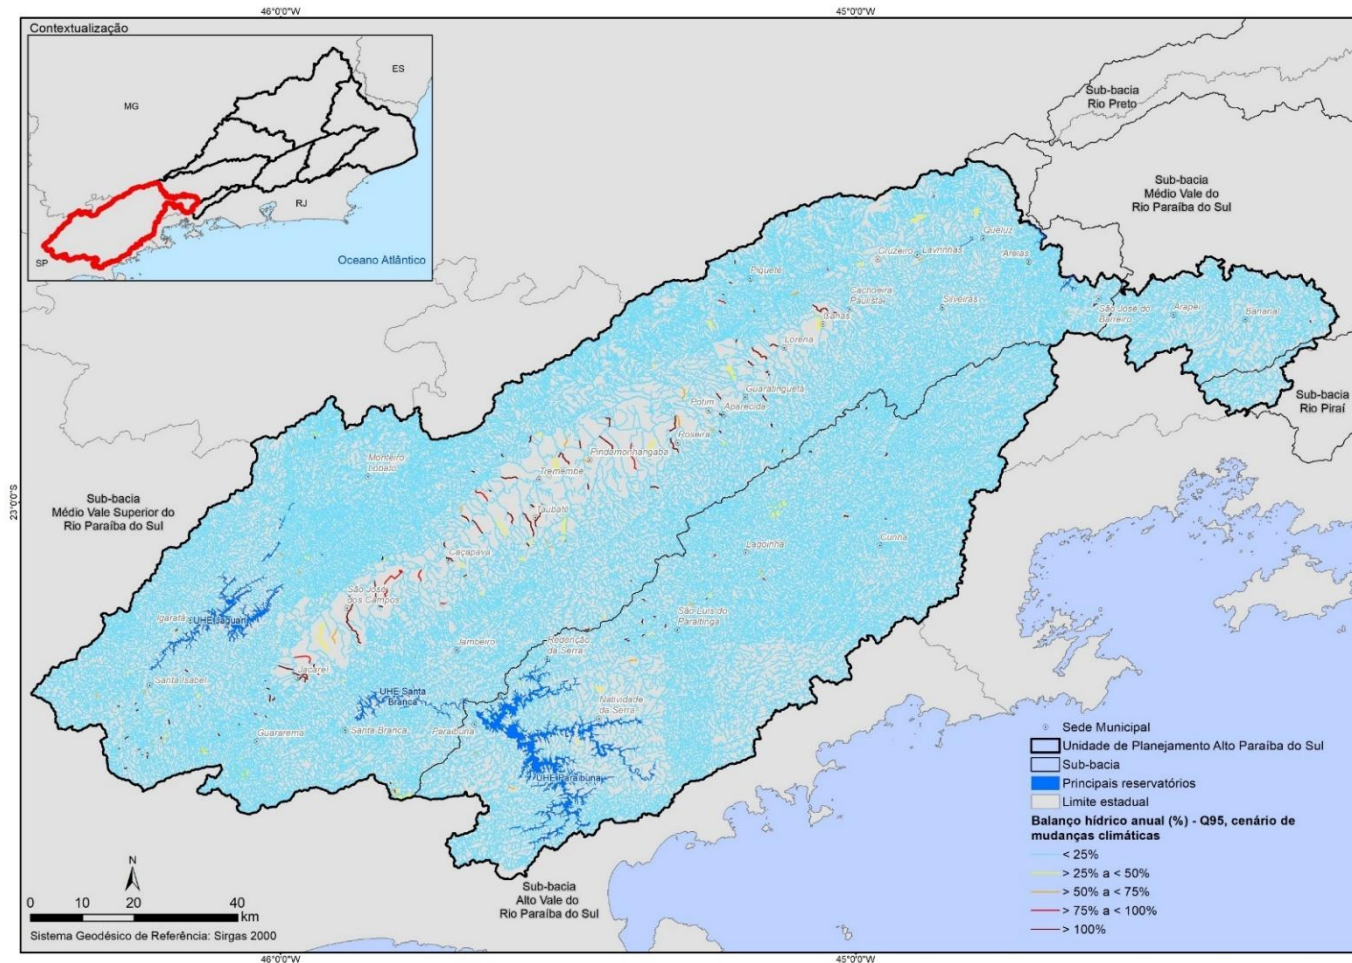 46°0'0"W
45°0'0"W
Contextualização
ES
MG
RJ
SP
Oceano Atlântico
Sub-bacia
Rio Preto
Sub-bacia
Médio Vale do
Rio Paraíba do Sul
Queluz
Cruzeiro
Lavrinhas
Areias
Piquete
Cachoeira
Paulista
Silveiras
São José do
Barreiro
Arapeí
Bananal
Canas
Lorena
Sub-bacia
Rio Piraí
Guaratinguetá
Potim
Aparecida
Roseira
Pindamonhangaba
Monteiro
Lobato
Tremembé
23°0'0"S
Sub-bacia
Médio Vale Superior do
Rio Paraíba do Sul
Taubaté
Caçapava
Lagoinha
Cunha
São José
dos Campos
Igaratá
UHE Jaguari
São Luís do
Paraitinga
Jambeiro
Redenção
da Serra
Jacareí
Santa Isabel
UHE Santa
Branca
Natividade
da Serra
Paraibuna
Santa Branca
Guararema
UHE Paraibuna
Sede Municipal
Unidade de Planejamento Alto Paraíba do Sul
Sub-bacia
Principais reservatórios
Limite estadual
Balanço hídrico anual (%) - Q95, cenário de
mudanças climáticas
< 25%
> 25% a < 50%
> 50% a < 75%
> 75% a < 100%
> 100%
N
0 10 20 40
km
Sistema Geodésico de Referência: Sirgas 2000
Sub-bacia
Alto Vale do
Rio Paraíba do Sul
46°0'0"W
45°0'0"W